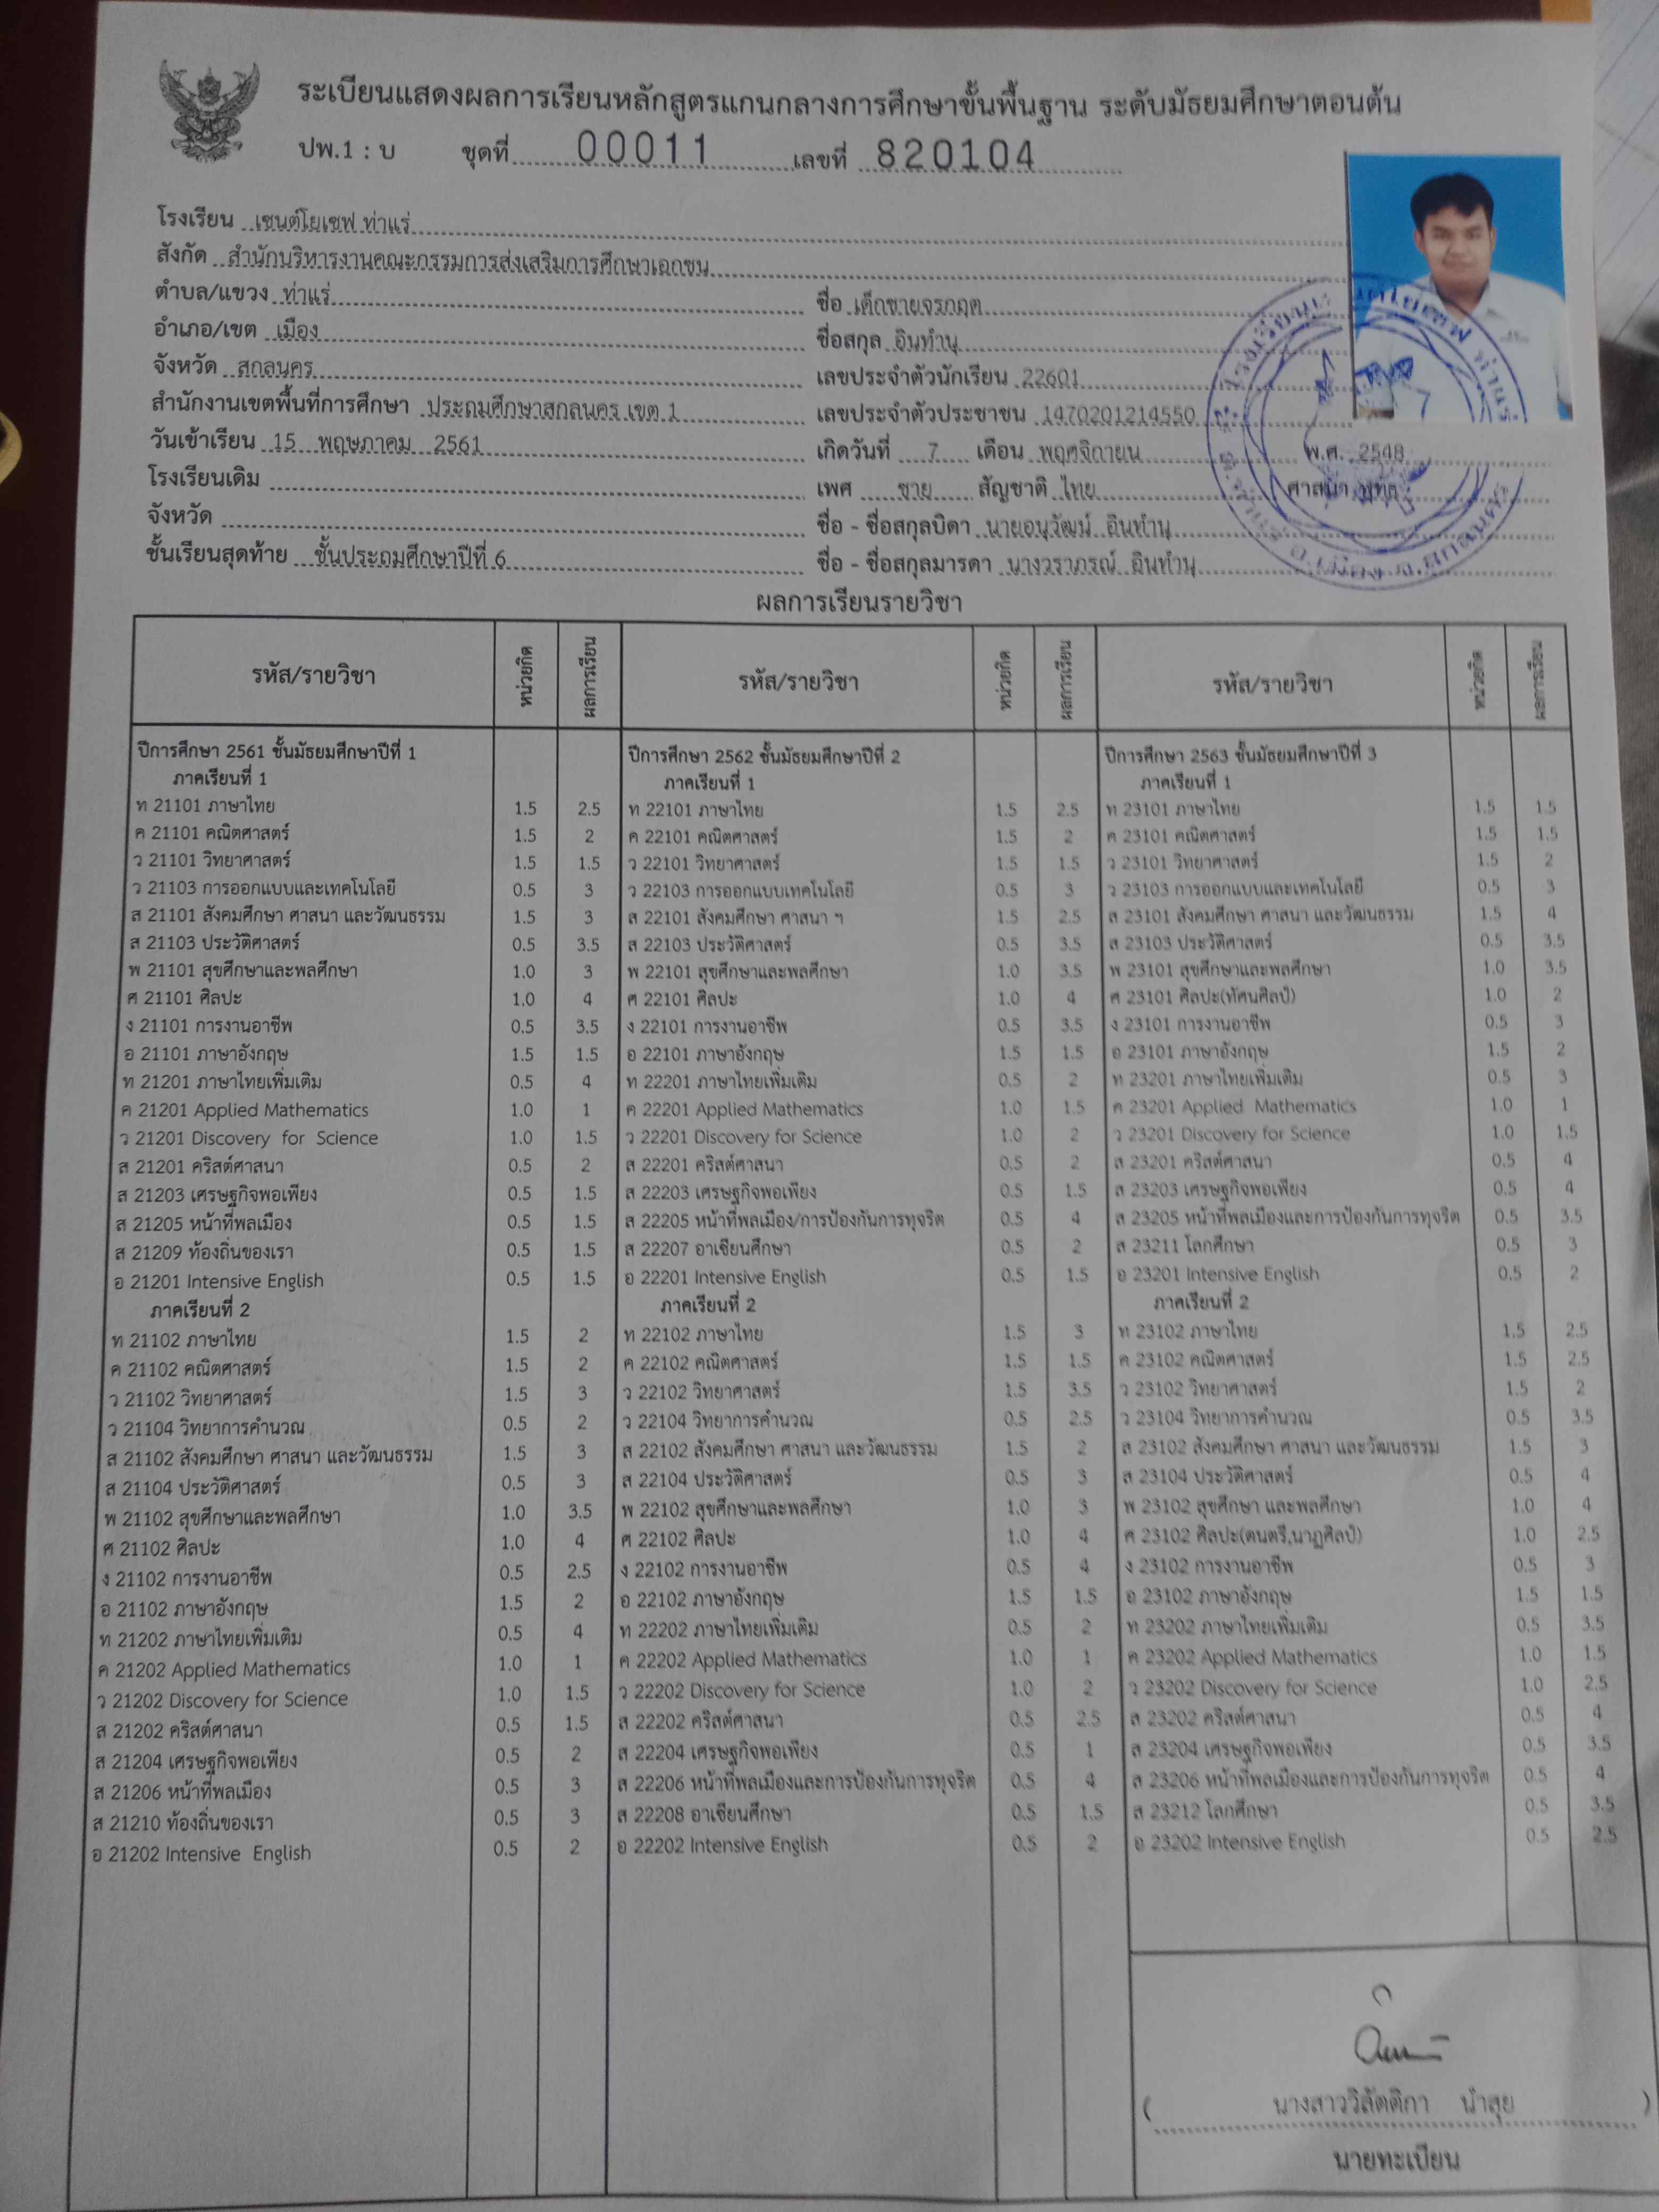 ระเบียนแสดงผลการเรียนหลักสูตรแกนกลางการศึกษาขั้นพื้นฐาน ระดับมัธยมศึกษาตอนต้น
ปพ.1 : บ ชุดที่ 00011 เลขที่ 820104
โรงเรียน เซนต์โยเซฟ ท่าแร่
สังกัด สำนักบริหารงานคณะกรรมการส่งเสริมการศึกษาเอกชน
ตำบล/แขวง ท่าแร่
อำเภอ/เขต เมือง
จังหวัด สกลนคร
สำนักงานเขตพื้นที่การศึกษา ประถมศึกษาสกลนคร เขต 1
วันเข้าเรียน 15 พฤษภาคม 2561
โรงเรียนเดิม
จังหวัด
ชั้นเรียนสุดท้าย ชั้นประถมศึกษาปีที่ 6
ชื่อ เด็กชายจรกฤต
ชื่อสกุล อินทำนุ
เลขประจำตัวนักเรียน 22601
เลขประจำตัวประชาชน 1470201214550
เกิดวันที่ 7 เดือน พฤศจิกายน พ.ศ. 2548
เพศ ชาย สัญชาติ ไทย ศาสนา พุทธ
ชื่อ - ชื่อสกุลบิดา นายอนุวัฒน์ อินทำนุ
ชื่อ - ชื่อสกุลมารดา นางวราภรณ์ อินทำนุ
ผลการเรียนรายวิชา
รหัส/รายวิชา หน่วยกิต ผลการเรียน
ปีการศึกษา 2561 ชั้นมัธยมศึกษาปีที่ 1
ภาคเรียนที่ 1
ท 21101 ภาษาไทย 1.5 2.5
ค 21101 คณิตศาสตร์ 1.5 2
ว 21101 วิทยาศาสตร์ 1.5 1.5
ว 21103 การออกแบบและเทคโนโลยี 0.5 3
ส 21101 สังคมศึกษา ศาสนา และวัฒนธรรม 1.5 3
ส 21103 ประวัติศาสตร์ 0.5 3.5
พ 21101 สุขศึกษาและพลศึกษา 1.0 3
ศ 21101 ศิลปะ 1.0 4
ง 21101 การงานอาชีพ 0.5 3.5
อ 21101 ภาษาอังกฤษ 1.5 1.5
ท 21201 ภาษาไทยเพิ่มเติม 0.5 4
ค 21201 Applied Mathematics 1.0 1
ว 21201 Discovery for Science 1.0 1.5
ส 21201 คริสต์ศาสนา 0.5 2
ส 21203 เศรษฐกิจพอเพียง 0.5 1.5
ส 21205 หน้าที่พลเมือง 0.5 1.5
ส 21209 ท้องถิ่นของเรา 0.5 1.5
อ 21201 Intensive English 0.5 1.5
ภาคเรียนที่ 2
ท 21102 ภาษาไทย 1.5 2
ค 21102 คณิตศาสตร์ 1.5 2
ว 21102 วิทยาศาสตร์ 1.5 3
ว 21104 วิทยาการคำนวณ 0.5 2
ส 21102 สังคมศึกษา ศาสนา และวัฒนธรรม 1.5 3
ส 21104 ประวัติศาสตร์ 0.5 3
พ 21102 สุขศึกษาและพลศึกษา 1.0 3.5
ศ 21102 ศิลปะ 1.0 4
ง 21102 การงานอาชีพ 0.5 2.5
อ 21102 ภาษาอังกฤษ 1.5 2
ท 21202 ภาษาไทยเพิ่มเติม 0.5 4
ค 21202 Applied Mathematics 1.0 1
ว 21202 Discovery for Science 1.0 1.5
ส 21202 คริสต์ศาสนา 0.5 1.5
ส 21204 เศรษฐกิจพอเพียง 0.5 2
ส 21206 หน้าที่พลเมือง 0.5 3
ส 21210 ท้องถิ่นของเรา 0.5 3
อ 21202 Intensive English 0.5 2
รหัส/รายวิชา หน่วยกิต ผลการเรียน
ปีการศึกษา 2562 ชั้นมัธยมศึกษาปีที่ 2
ภาคเรียนที่ 1
ท 22101 ภาษาไทย 1.5 2.5
ค 22101 คณิตศาสตร์ 1.5 2
ว 22101 วิทยาศาสตร์ 1.5 1.5
ว 22103 การออกแบบเทคโนโลยี 0.5 3
ส 22101 สังคมศึกษา ศาสนา ฯ 1.5 2.5
ส 22103 ประวัติศาสตร์ 0.5 3.5
พ 22101 สุขศึกษาและพลศึกษา 1.0 3.5
ศ 22101 ศิลปะ 1.0 4
ง 22101 การงานอาชีพ 0.5 3.5
อ 22101 ภาษาอังกฤษ 1.5 1.5
ท 22201 ภาษาไทยเพิ่มเติม 0.5 2
ค 22201 Applied Mathematics 1.0 1.5
ว 22201 Discovery for Science 1.0 2
ส 22201 คริสต์ศาสนา 0.5 2
ส 22203 เศรษฐกิจพอเพียง 0.5 1.5
ส 22205 หน้าที่พลเมือง/การป้องกันการทุจริต 0.5 4
ส 22207 อาเซียนศึกษา 0.5 2
อ 22201 Intensive English 0.5 1.5
ภาคเรียนที่ 2
ท 22102 ภาษาไทย 1.5 3
ค 22102 คณิตศาสตร์ 1.5 1.5
ว 22102 วิทยาศาสตร์ 1.5 3.5
ว 22104 วิทยาการคำนวณ 0.5 2.5
ส 22102 สังคมศึกษา ศาสนา และวัฒนธรรม 1.5 2
ส 22104 ประวัติศาสตร์ 0.5 3
พ 22102 สุขศึกษาและพลศึกษา 1.0 3
ศ 22102 ศิลปะ 1.0 4
ง 22102 การงานอาชีพ 0.5 4
อ 22102 ภาษาอังกฤษ 1.5 1.5
ท 22202 ภาษาไทยเพิ่มเติม 0.5 2
ค 22202 Applied Mathematics 1.0 1
ว 22202 Discovery for Science 1.0 2
ส 22202 คริสต์ศาสนา 0.5 2.5
ส 22204 เศรษฐกิจพอเพียง 0.5 1
ส 22206 หน้าที่พลเมืองและการป้องกันการทุจริต 0.5 4
ส 22208 อาเซียนศึกษา 0.5 1.5
อ 22202 Intensive English 0.5 2
รหัส/รายวิชา หน่วยกิต ผลการเรียน
ปีการศึกษา 2563 ชั้นมัธยมศึกษาปีที่ 3
ภาคเรียนที่ 1
ท 23101 ภาษาไทย 1.5 1.5
ค 23101 คณิตศาสตร์ 1.5 1.5
ว 23101 วิทยาศาสตร์ 1.5 2
ว 23103 การออกแบบและเทคโนโลยี 0.5 3
ส 23101 สังคมศึกษา ศาสนา และวัฒนธรรม 1.5 4
ส 23103 ประวัติศาสตร์ 0.5 3.5
พ 23101 สุขศึกษาและพลศึกษา 1.0 3.5
ศ 23101 ศิลปะ(ทัศนศิลป์) 1.0 2
ง 23101 การงานอาชีพ 0.5 3
อ 23101 ภาษาอังกฤษ 1.5 2
ท 23201 ภาษาไทยเพิ่มเติม 0.5 3
ค 23201 Applied Mathematics 1.0 1
ว 23201 Discovery for Science 1.0 1.5
ส 23201 คริสต์ศาสนา 0.5 4
ส 23203 เศรษฐกิจพอเพียง 0.5 4
ส 23205 หน้าที่พลเมืองและการป้องกันการทุจริต 0.5 3.5
ส 23211 โลกศึกษา 0.5 3
อ 23201 Intensive English 0.5 2
ภาคเรียนที่ 2
ท 23102 ภาษาไทย 1.5 2.5
ค 23102 คณิตศาสตร์ 1.5 2.5
ว 23102 วิทยาศาสตร์ 1.5 2
ว 23104 วิทยาการคำนวณ 0.5 3.5
ส 23102 สังคมศึกษา ศาสนา และวัฒนธรรม 1.5 3
ส 23104 ประวัติศาสตร์ 0.5 4
พ 23102 สุขศึกษา และพลศึกษา 1.0 4
ศ 23102 ศิลปะ(ดนตรี,นาฏศิลป์) 1.0 2.5
ง 23102 การงานอาชีพ 0.5 3
อ 23102 ภาษาอังกฤษ 1.5 1.5
ท 23202 ภาษาไทยเพิ่มเติม 0.5 3.5
ค 23202 Applied Mathematics 1.0 1.5
ว 23202 Discovery for Science 1.0 2.5
ส 23202 คริสต์ศาสนา 0.5 4
ส 23204 เศรษฐกิจพอเพียง 0.5 3.5
ส 23206 หน้าที่พลเมืองและการป้องกันการทุจริต 0.5 4
ส 23212 โลกศึกษา 0.5 3.5
อ 23202 Intensive English 0.5 2.5
( นางสาววิลัตติกา นำสุย )
นายทะเบียน